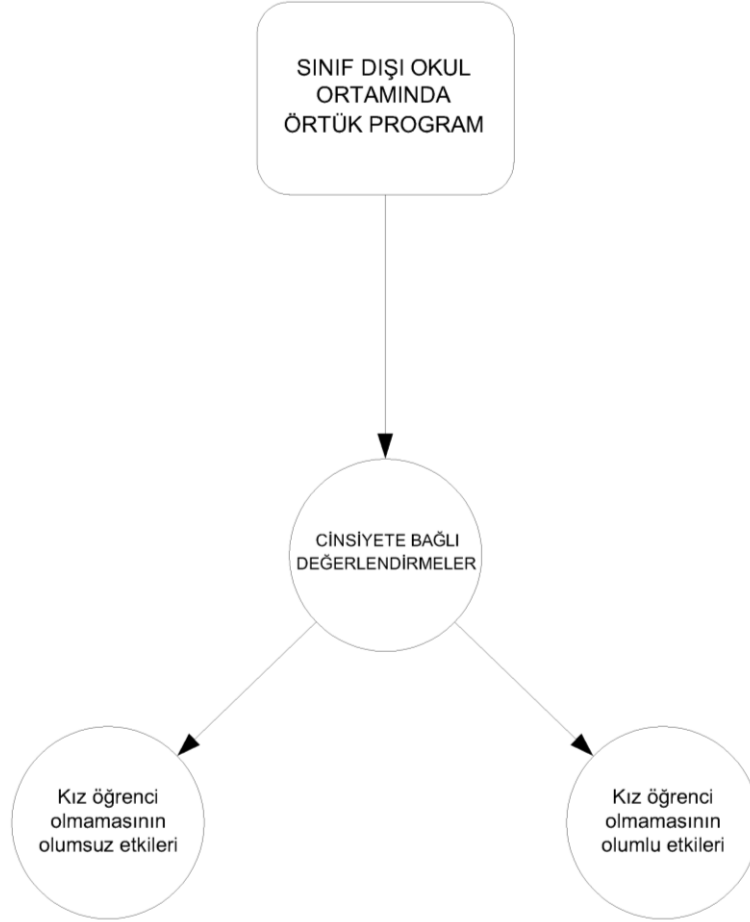 SINIF DIŞI OKUL
ORTAMINDA
ÖRTÜK PROGRAM
CİNSİYETE BAĞLI
DEĞERLENDİRMELER
Kız öğrenci
olmamasının
olumsuz etkileri
Kız öğrenci
olmamasının
olumlu etkileri